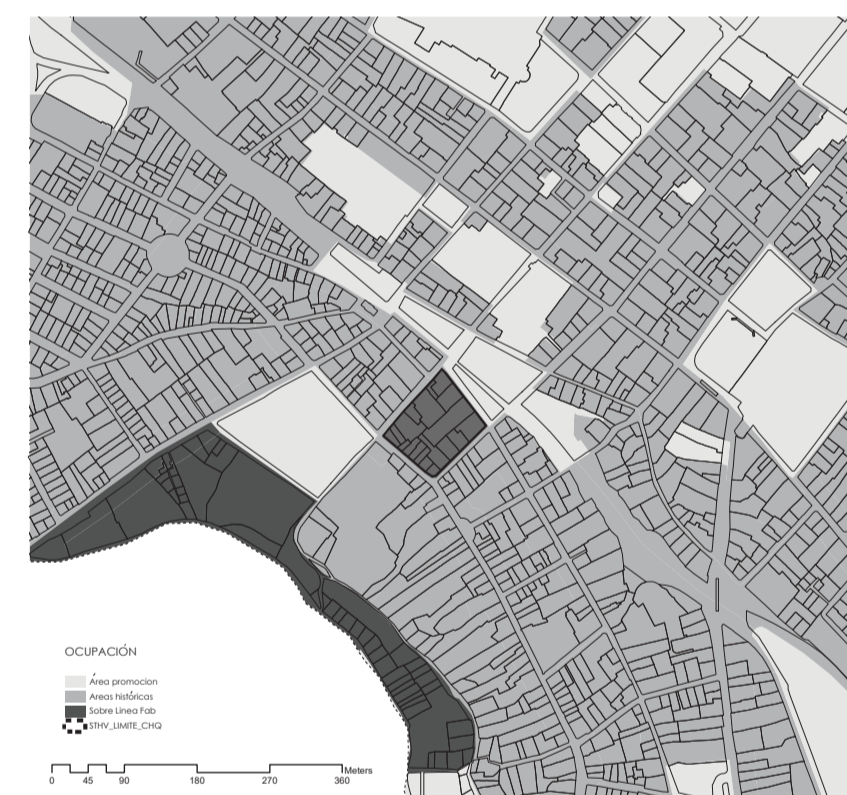 OCUPACIÓN
Área promocion
Areas históricas
Sobre Linea Fab
STHV_LIMITE_CHQ
Meters
0 45 90 180 270 360